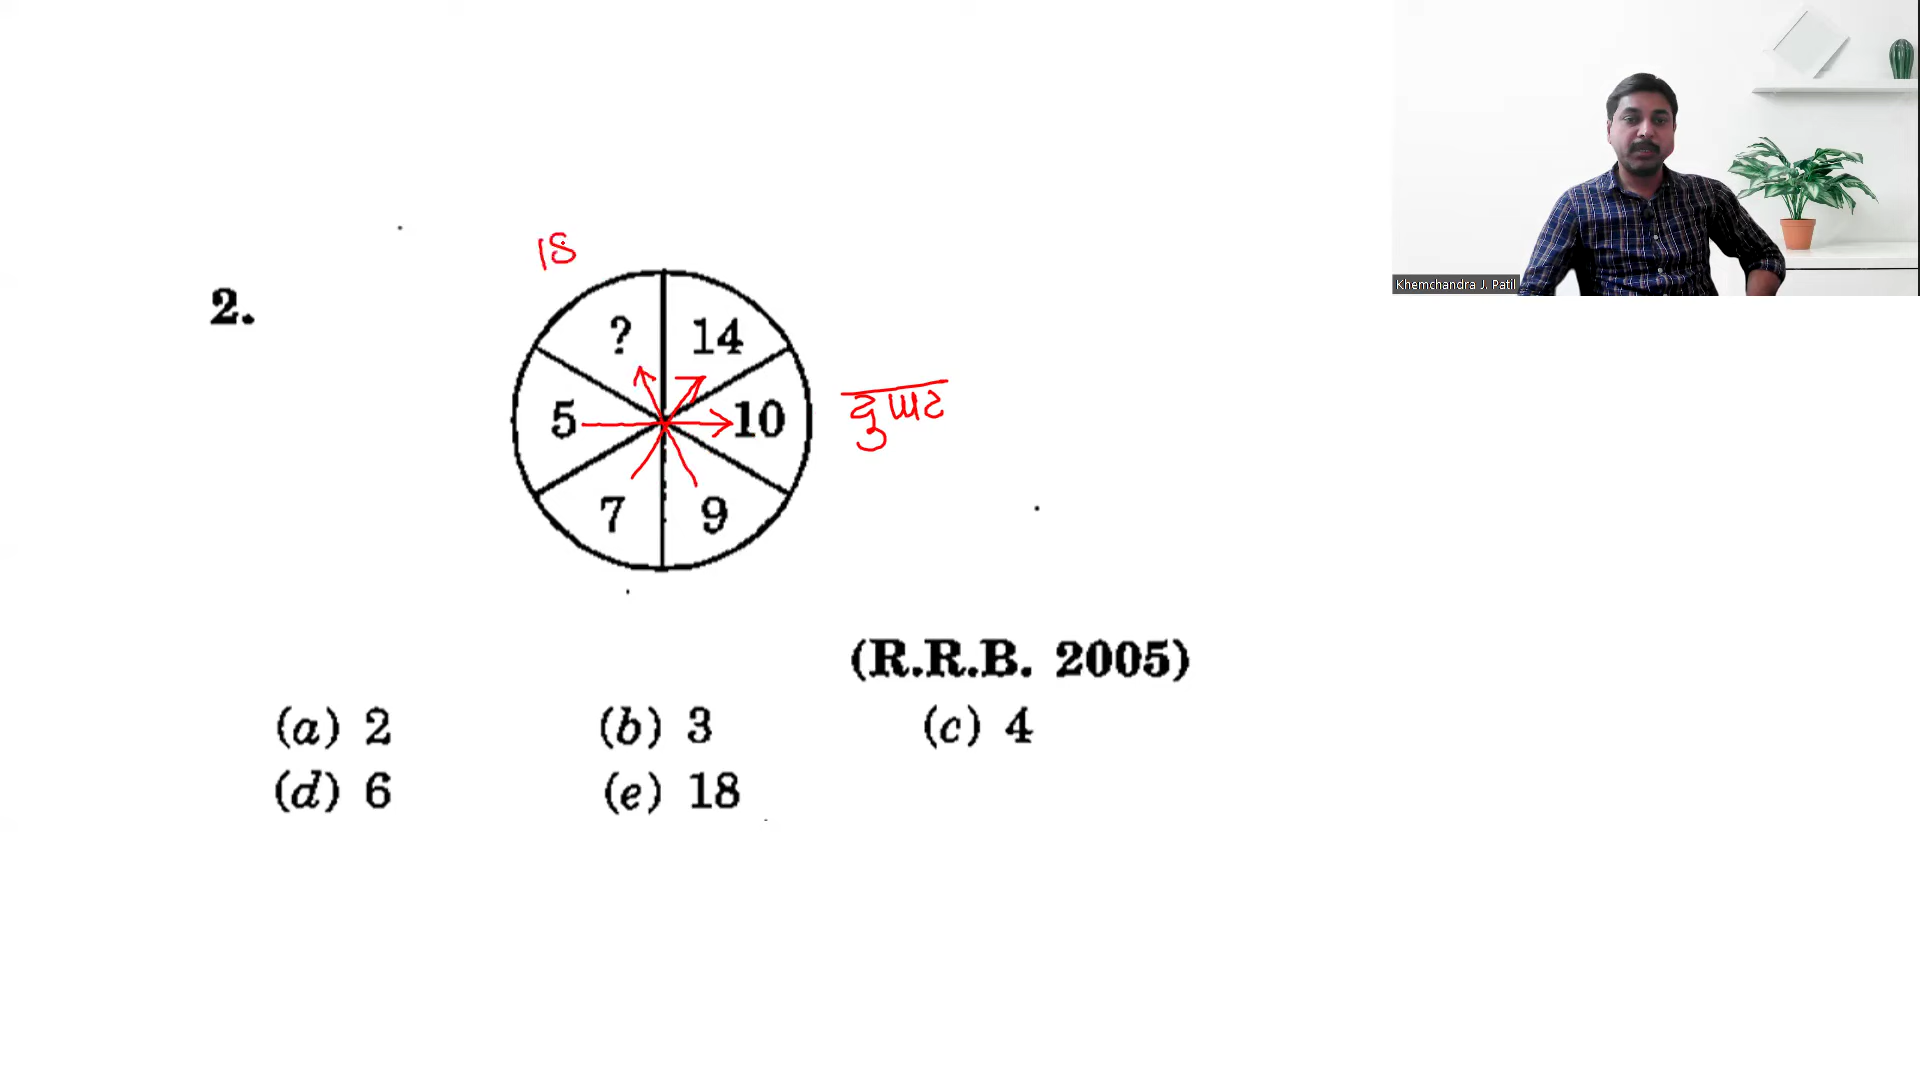 Khemchandra J. Patil
18
2.
? 14
5 10
दुप्पट
7 9
(R.R.B. 2005)
(a) 2 (b) 3 (c) 4
(d) 6 (e) 18